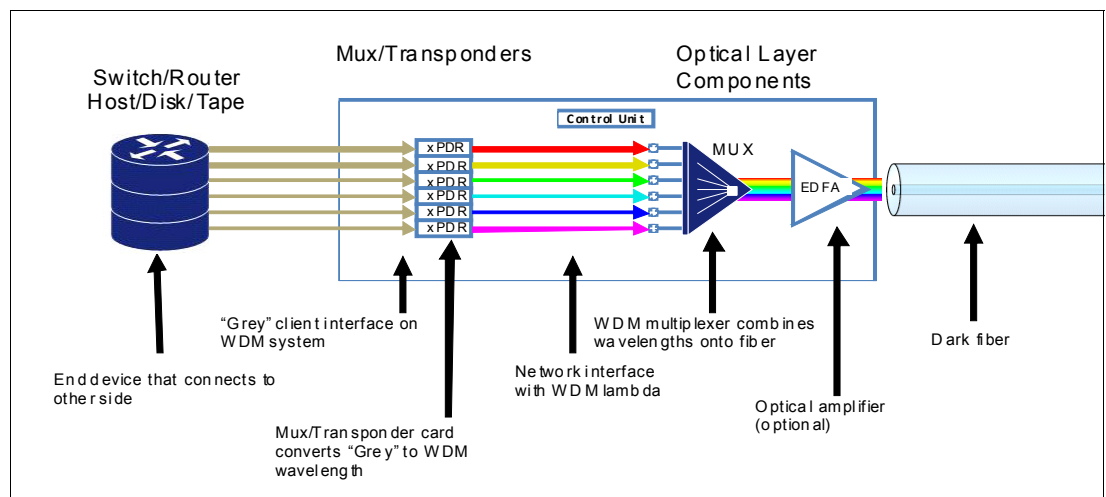 Mux/Transponders
Optical Layer
Components
Switch/Router
Host/Disk/Tape
Control Unit
xPDR
xPDR
xPDR
xPDR
xPDR
xPDR
MUX
EDFA
“Grey” client interface on
WDM system
WDM multiplexer combines
wavelengths onto fiber
Dark fiber
End device that connects to
other side
Network interface
with WDM lambda
Optical amplifier
(optional)
Mux/Transponder card
converts “Grey” to WDM
wavelength